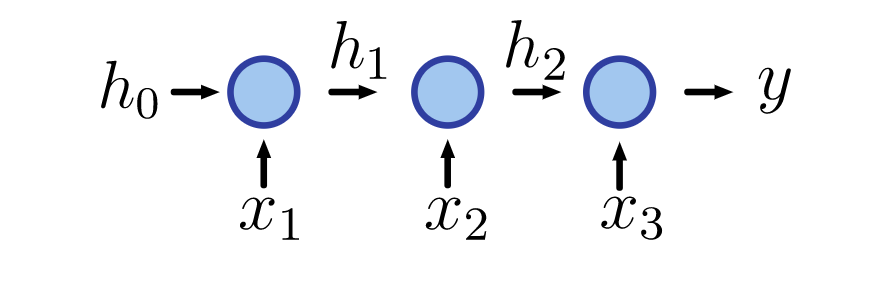 h₀ h₁ h₂ y
x₁ x₂ x₃